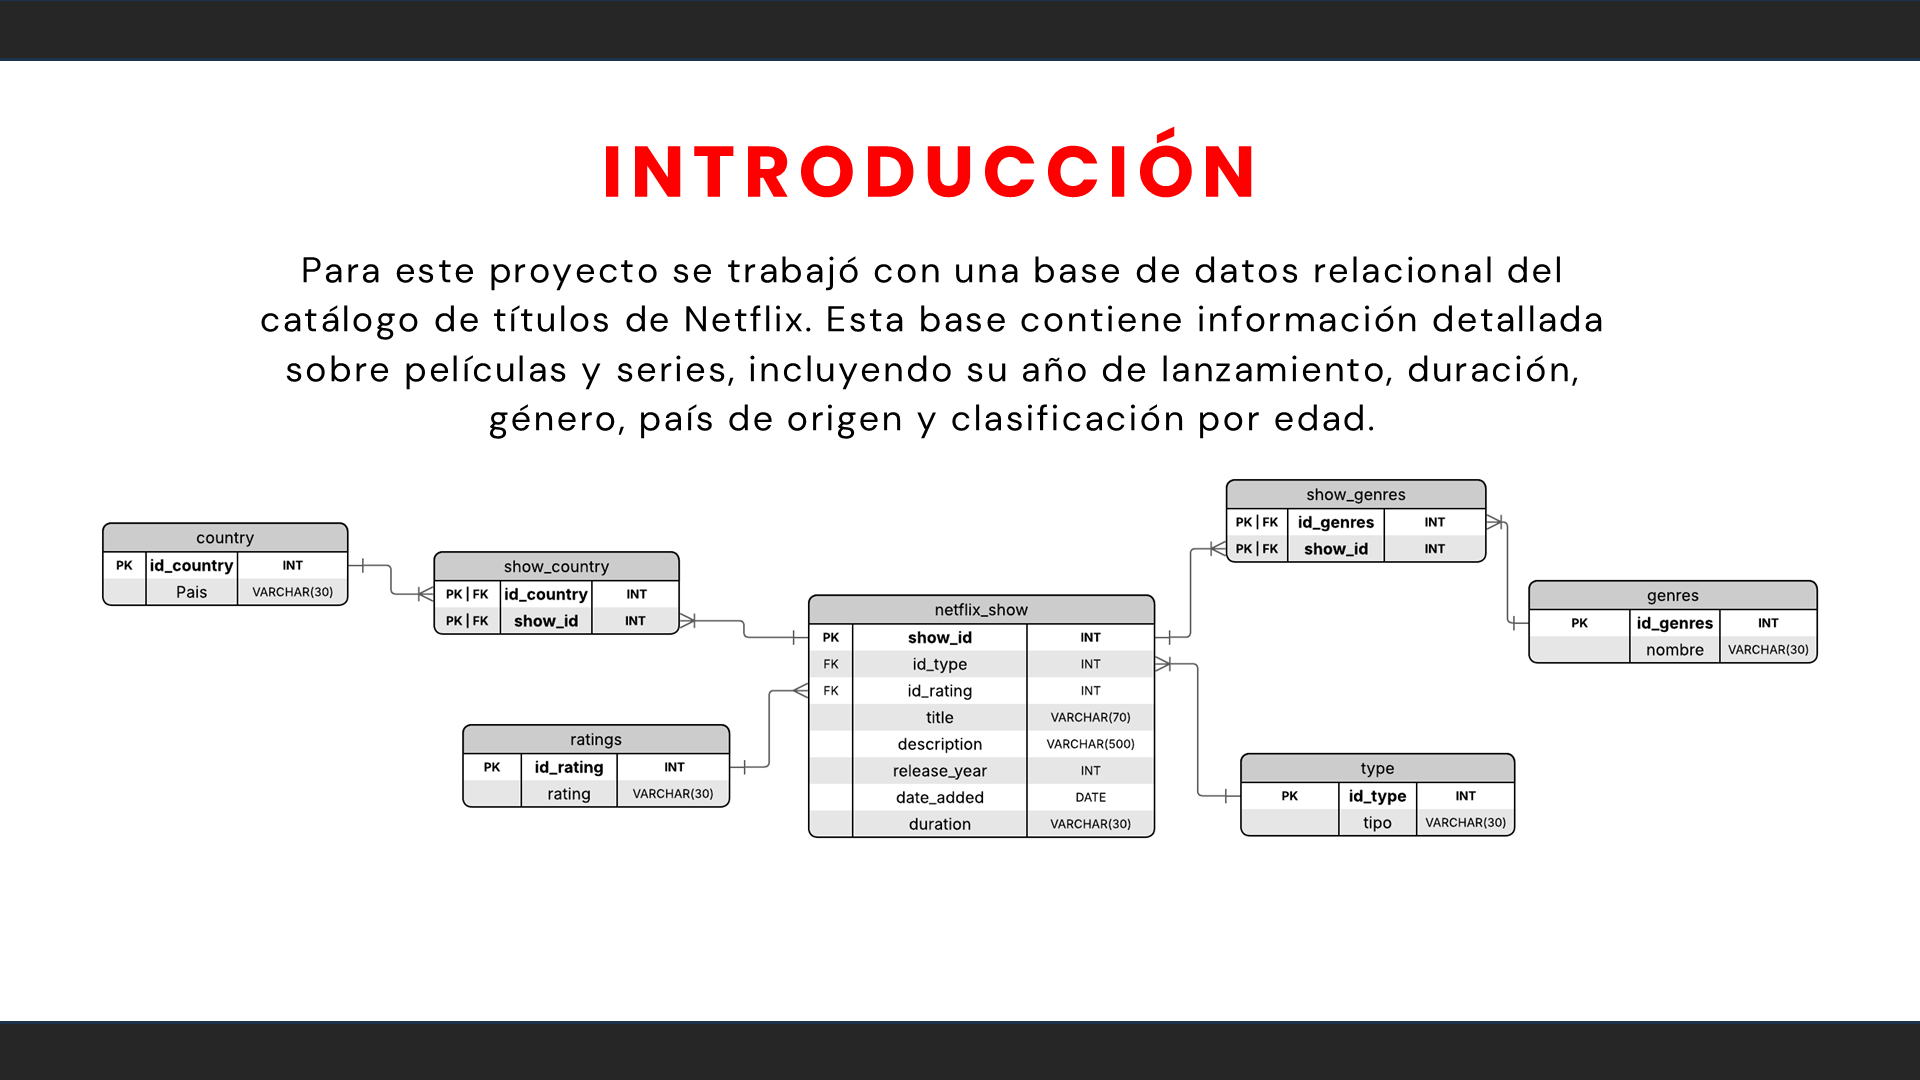 INTRODUCCIÓN
Para este proyecto se trabajó con una base de datos relacional del
catálogo de títulos de Netflix. Esta base contiene información detallada
sobre películas y series, incluyendo su año de lanzamiento, duración,
género, país de origen y clasificación por edad.
country
PK id_country INT
Pais VARCHAR(30)
show_country
PK | FK id_country INT
PK | FK show_id INT
ratings
PK id_rating INT
rating VARCHAR(30)
netflix_show
PK show_id INT
FK id_type INT
FK id_rating INT
title VARCHAR(70)
description VARCHAR(500)
release_year INT
date_added DATE
duration VARCHAR(30)
show_genres
PK | FK id_genres INT
PK | FK show_id INT
genres
PK id_genres INT
nombre VARCHAR(30)
type
PK id_type INT
tipo VARCHAR(30)